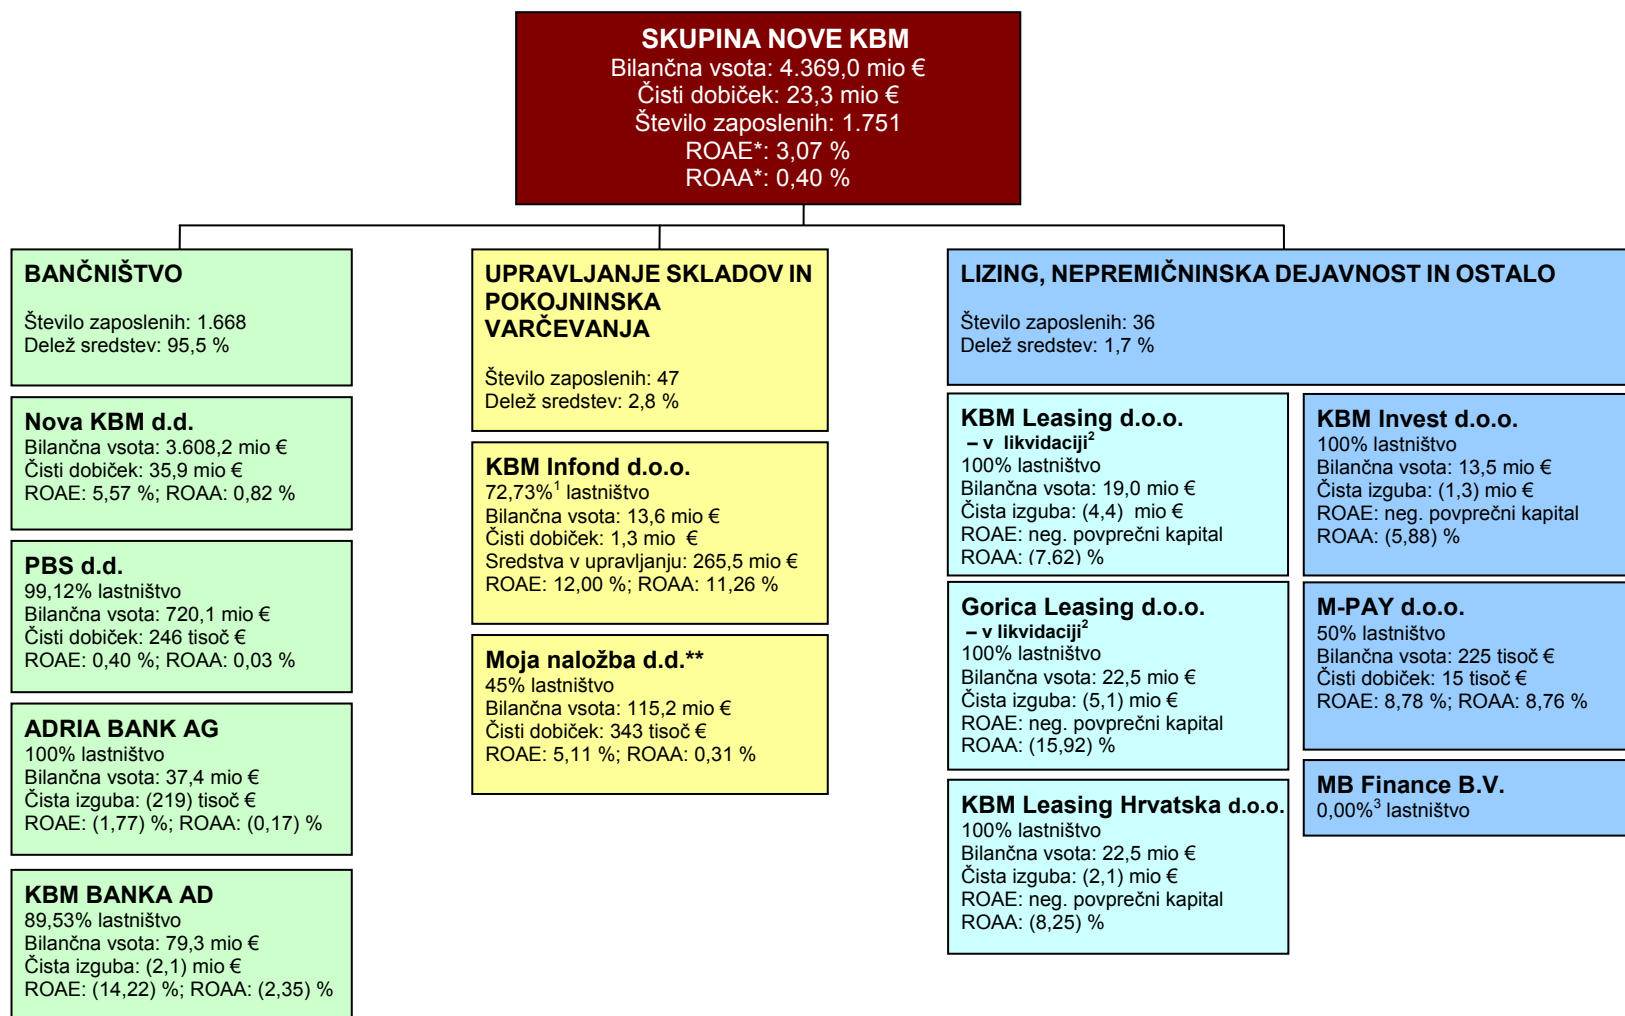 SKUPINA NOVE KBM
Bilančna vsota: 4.369,0 mio €
Čisti dobiček: 23,3 mio €
Število zaposlenih: 1.751
ROAE*: 3,07 %
ROAA*: 0,40 %
BANČNIŠTVO
Število zaposlenih: 1.668
Delež sredstev: 95,5 %
Nova KBM d.d.
Bilančna vsota: 3.608,2 mio €
Čisti dobiček: 35,9 mio €
ROAE: 5,57 %; ROAA: 0,82 %
PBS d.d.
99,12% lastništvo
Bilančna vsota: 720,1 mio €
Čisti dobiček: 246 tisoč €
ROAE: 0,40 %; ROAA: 0,03 %
ADRIA BANK AG
100% lastništvo
Bilančna vsota: 37,4 mio €
Čista izguba: (219) tisoč €
ROAE: (1,77) %; ROAA: (0,17) %
KBM BANKA AD
89,53% lastništvo
Bilančna vsota: 79,3 mio €
Čista izguba: (2,1) mio €
ROAE: (14,22) %; ROAA: (2,35) %
UPRAVLJANJE SKLADOV IN
POKOJNINSKA
VARČEVANJA
Število zaposlenih: 47
Delež sredstev: 2,8 %
KBM Infond d.o.o.
72,73%¹ lastništvo
Bilančna vsota: 13,6 mio €
Čisti dobiček: 1,3 mio €
Sredstva v upravljanju: 265,5 mio €
ROAE: 12,00 %; ROAA: 11,26 %
Moja naložba d.d.**
45% lastništvo
Bilančna vsota: 115,2 mio €
Čisti dobiček: 343 tisoč €
ROAE: 5,11 %; ROAA: 0,31 %
LIZING, NEPREMIČNINSKA DEJAVNOST IN OSTALO
Število zaposlenih: 36
Delež sredstev: 1,7 %
KBM Leasing d.o.o.
– v likvidaciji²
100% lastništvo
Bilančna vsota: 19,0 mio €
Čista izguba: (4,4) mio €
ROAE: neg. povprečni kapital
ROAA: (7,62) %
Gorica Leasing d.o.o.
– v likvidaciji²
100% lastništvo
Bilančna vsota: 22,5 mio €
Čista izguba: (5,1) mio €
ROAE: neg. povprečni kapital
ROAA: (15,92) %
KBM Leasing Hrvatska d.o.o.
100% lastništvo
Bilančna vsota: 22,5 mio €
Čista izguba: (2,1) mio €
ROAE: neg. povprečni kapital
ROAA: (8,25) %
KBM Invest d.o.o.
100% lastništvo
Bilančna vsota: 13,5 mio €
Čista izguba: (1,3) mio €
ROAE: neg. povprečni kapital
ROAA: (5,88) %
M-PAY d.o.o.
50% lastništvo
Bilančna vsota: 225 tisoč €
Čisti dobiček: 15 tisoč €
ROAE: 8,78 %; ROAA: 8,76 %
MB Finance B.V.
0,00%³ lastništvo